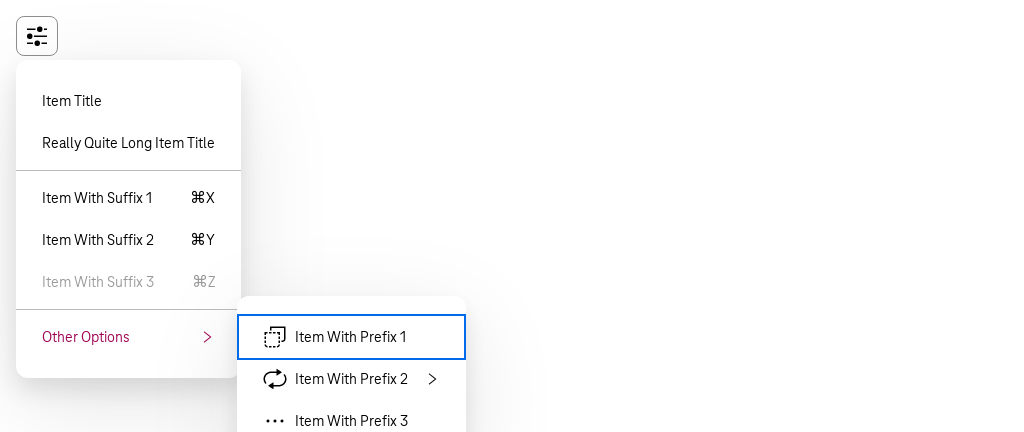 Item Title
Really Quite Long Item Title
Item With Suffix 1 ⌘X
Item With Suffix 2 ⌘Y
Item With Suffix 3 ⌘Z
Other Options
Item With Prefix 1
Item With Prefix 2
Item With Prefix 3